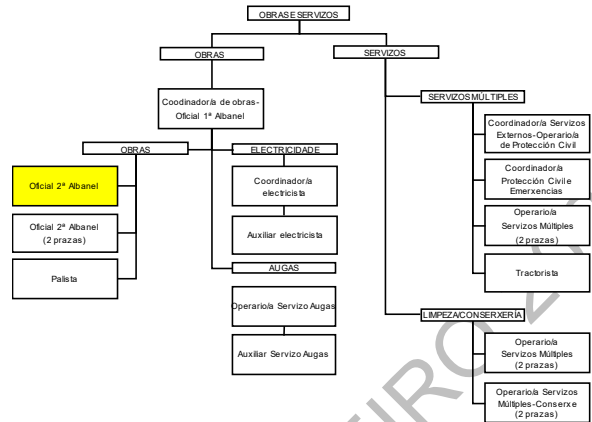 OBRAS E SERVIZOS
OBRAS
SERVIZOS
Coodinador/a de obras-
Oficial 1ª Albanel
OBRAS
Oficial 2ª Albanel
Oficial 2ª Albanel
(2 prazas)
Palista
ELECTRICIDADE
Coordinador/a
electricista
Auxiliar electricista
AUGAS
Operario/a Servizo Augas
Auxiliar Servizo Augas
SERVIZOS MÚLTIPLES
Coordinador/a Servizos
Externos-Operario/a
de Protección Civil
Coordinador/a
Protección Civil e
Emerxencias
Operario/a
Servizos Múltiples
(2 prazas)
Tractorista
LIMPEZA/CONSERXERÍA
Operario/a
Servizos Múltiples
(2 prazas)
Operario/a Servizos
Múltiples-Conserxe
(2 prazas)